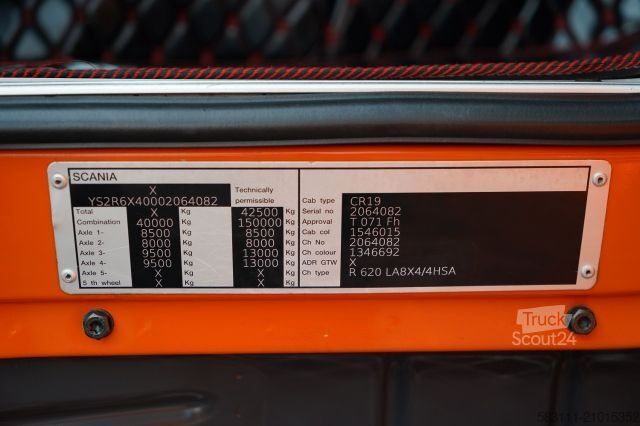 SCANIA
X
YS2R6X40002064082
Technically
permissible
Total X Kg 42500 Kg
Combination 40000 Kg 150000 Kg
Axle 1- 8500 Kg 8500 Kg
Axle 2- 8000 Kg 8000 Kg
Axle 3- 9500 Kg 13000 Kg
Axle 4- 9500 Kg 13000 Kg
Axle 5- X Kg X Kg
5 th wheel X Kg X Kg
Cab type CR19
Serial no 2064082
Approval T 071 Fh
Cab col 1546015
Ch No 2064082
Ch colour 1346692
ADR GTW X
Ch type R 620 LA8X4/4HSA
Truck
Scout24
583111-21015352